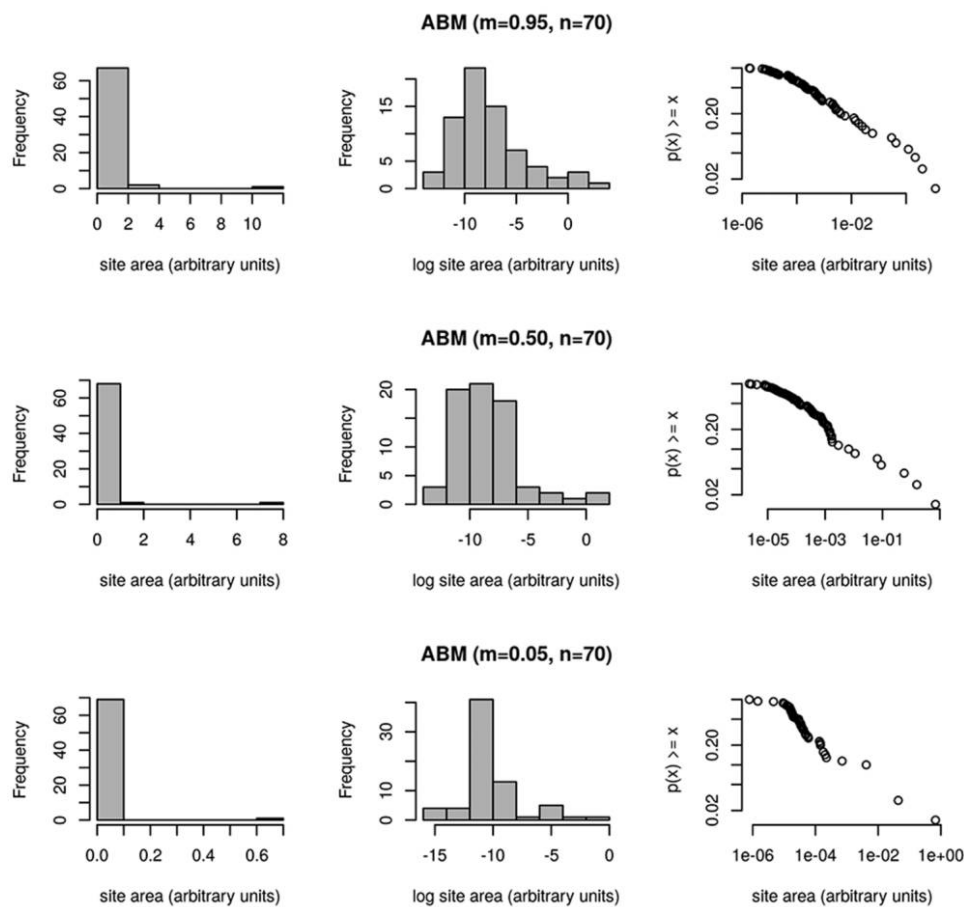 ABM (m=0.95, n=70)
Frequency
0 20 40 60
0 2 4 6 8 10
site area (arbitrary units)
Frequency
0 5 15
-10 -5 0
log site area (arbitrary units)
p(x) >= x
0.02 0.20
1e-06 1e-02
site area (arbitrary units)
ABM (m=0.50, n=70)
Frequency
0 20 40 60
0 2 4 6 8
site area (arbitrary units)
Frequency
0 5 10 20
-10 -5 0
log site area (arbitrary units)
p(x) >= x
0.02 0.20
1e-05 1e-03 1e-01
site area (arbitrary units)
ABM (m=0.05, n=70)
Frequency
0 20 40 60
0.0 0.2 0.4 0.6
site area (arbitrary units)
Frequency
0 10 30
-15 -10 -5 0
log site area (arbitrary units)
p(x) >= x
0.02 0.20
1e-06 1e-04 1e-02 1e+00
site area (arbitrary units)